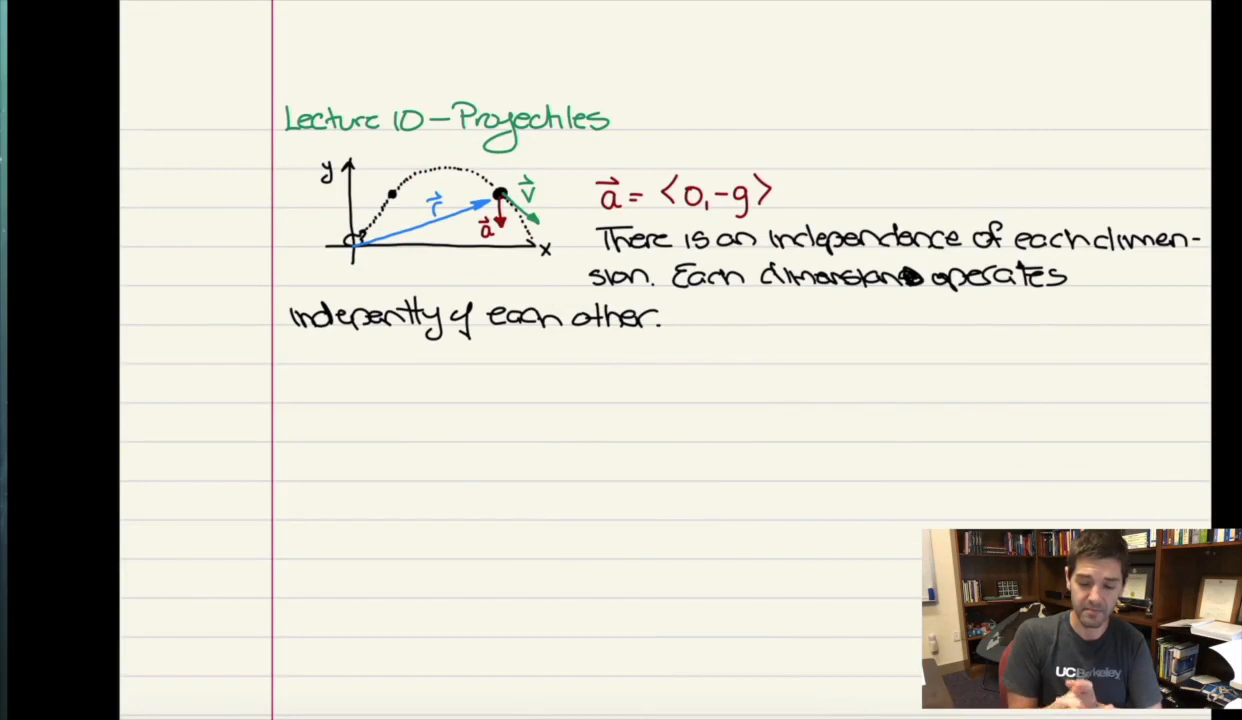 Lecture 10 - Projectiles
y
r
v
a
x
a = <0, -g>
There is an independence of each dimen-
sion. Each dimension operates
indepently of each other.
UC Berkeley